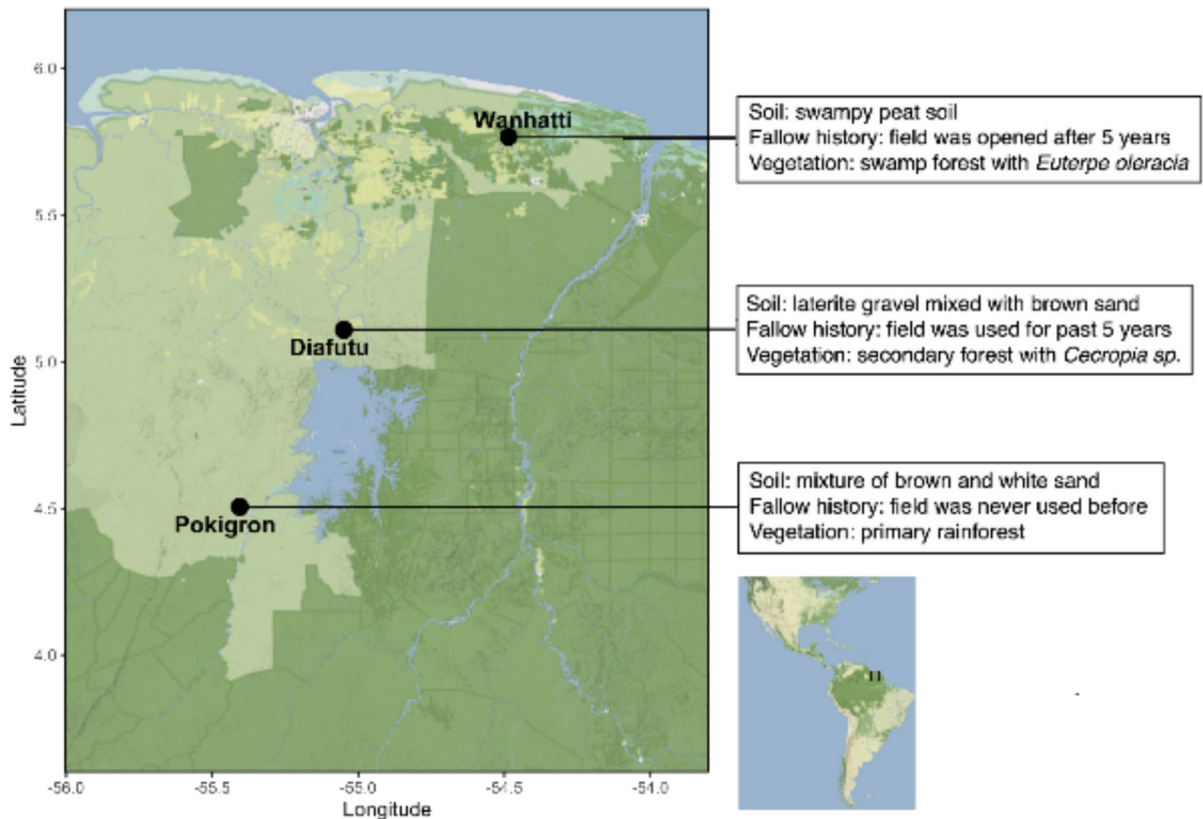 6.0
Wanhatti
Soil: swampy peat soil
Fallow history: field was opened after 5 years
Vegetation: swamp forest with Euterpe oleracia
5.5
Diafutu
Soil: laterite gravel mixed with brown sand
Fallow history: field was used for past 5 years
Vegetation: secondary forest with Cecropia sp.
5.0
Latitude
Pokigron
Soil: mixture of brown and white sand
Fallow history: field was never used before
Vegetation: primary rainforest
4.5
4.0
-56.0 -55.5 -55.0 -54.5 -54.0
Longitude